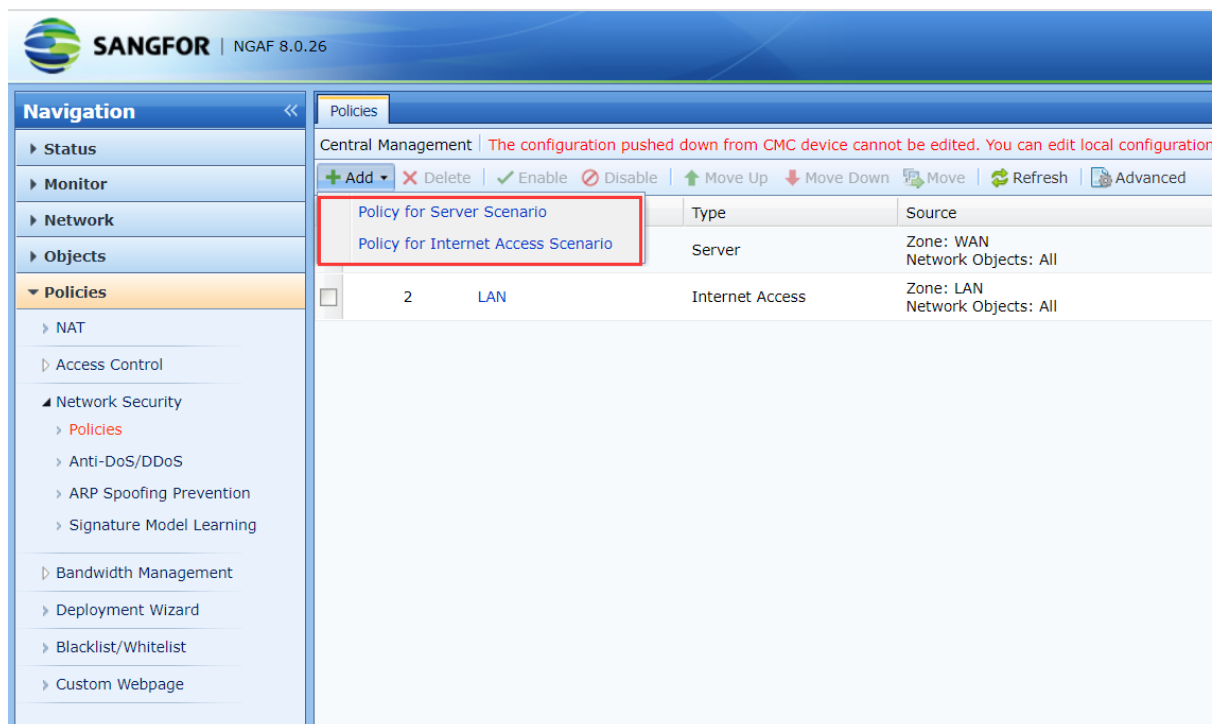 SANGFOR | NGAF 8.0.26
Navigation
Status
Monitor
Network
Objects
Policies
NAT
Access Control
Network Security
Policies
Anti-DoS/DDoS
ARP Spoofing Prevention
Signature Model Learning
Bandwidth Management
Deployment Wizard
Blacklist/Whitelist
Custom Webpage
Policies
Central Management | The configuration pushed down from CMC device cannot be edited. You can edit local configuration
Add Delete Enable Disable Move Up Move Down Move Refresh Advanced
Policy for Server Scenario
Policy for Internet Access Scenario
Type Source
Server Zone: WAN
Network Objects: All
2 LAN Internet Access Zone: LAN
Network Objects: All